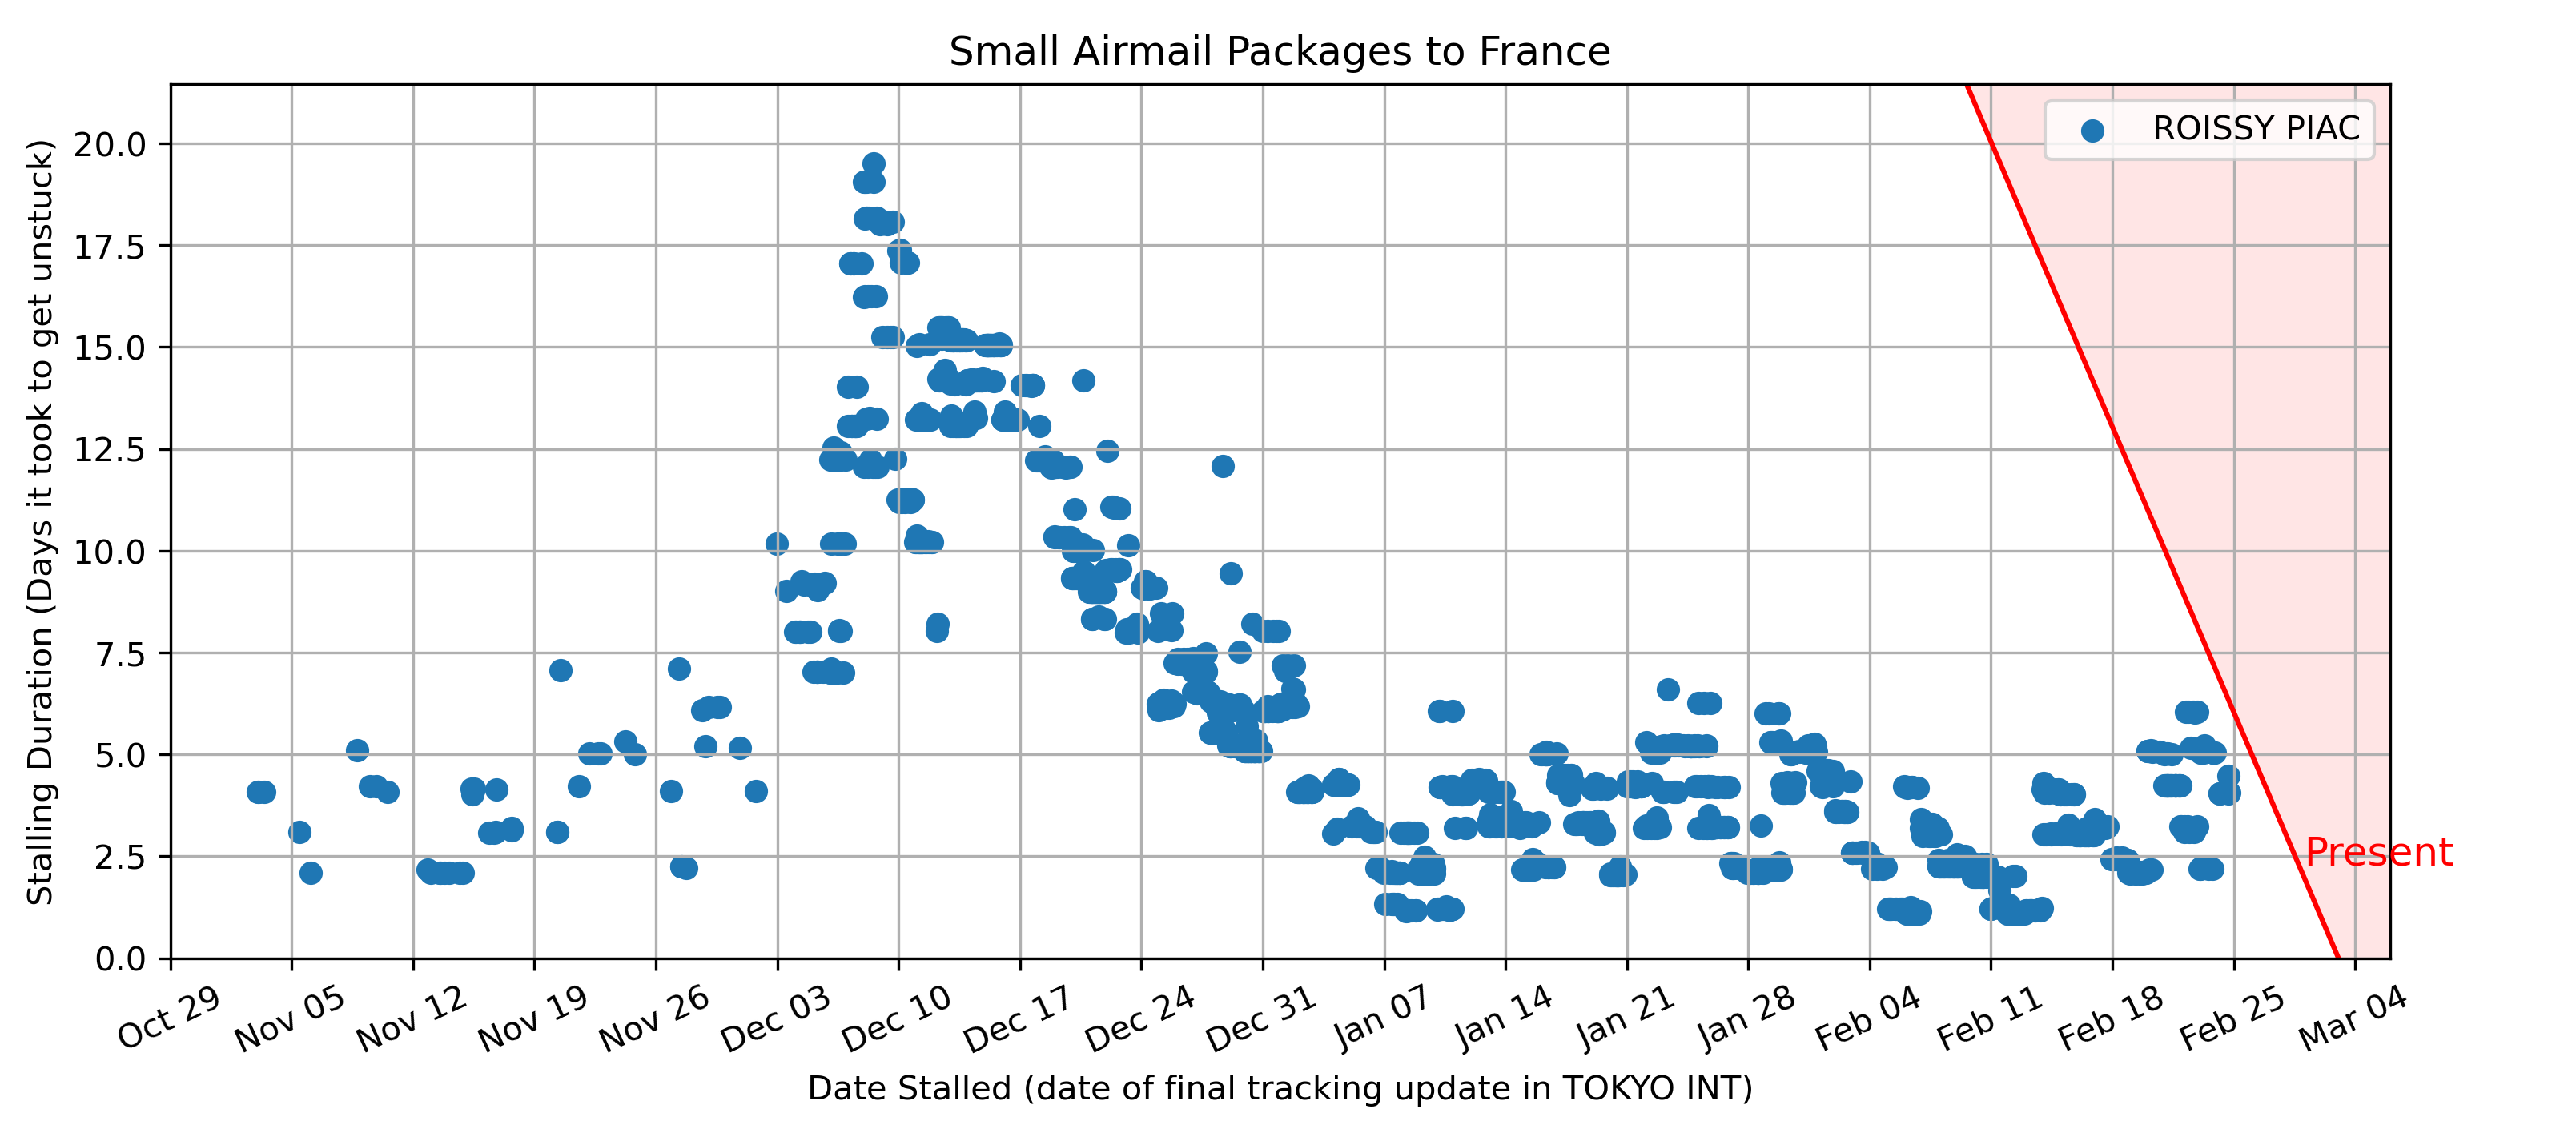 Small Airmail Packages to France
Stalling Duration (Days it took to get unstuck)
20.0
17.5
15.0
12.5
10.0
7.5
5.0
2.5
0.0
ROISSY PIAC
Present
Oct 29 Nov 05 Nov 12 Nov 19 Nov 26 Dec 03 Dec 10 Dec 17 Dec 24 Dec 31 Jan 07 Jan 14 Jan 21 Jan 28 Feb 04 Feb 11 Feb 18 Feb 25 Mar 04
Date Stalled (date of final tracking update in TOKYO INT)